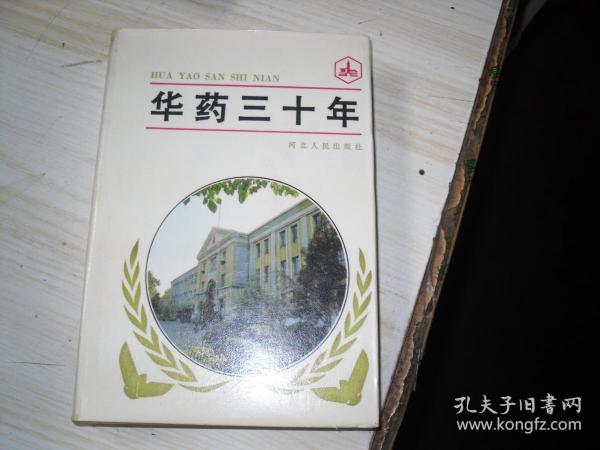 HUA YAO SAN SHI NIAN
华药三十年
河北人民出版社
孔夫子旧書网
www.kongfz.com